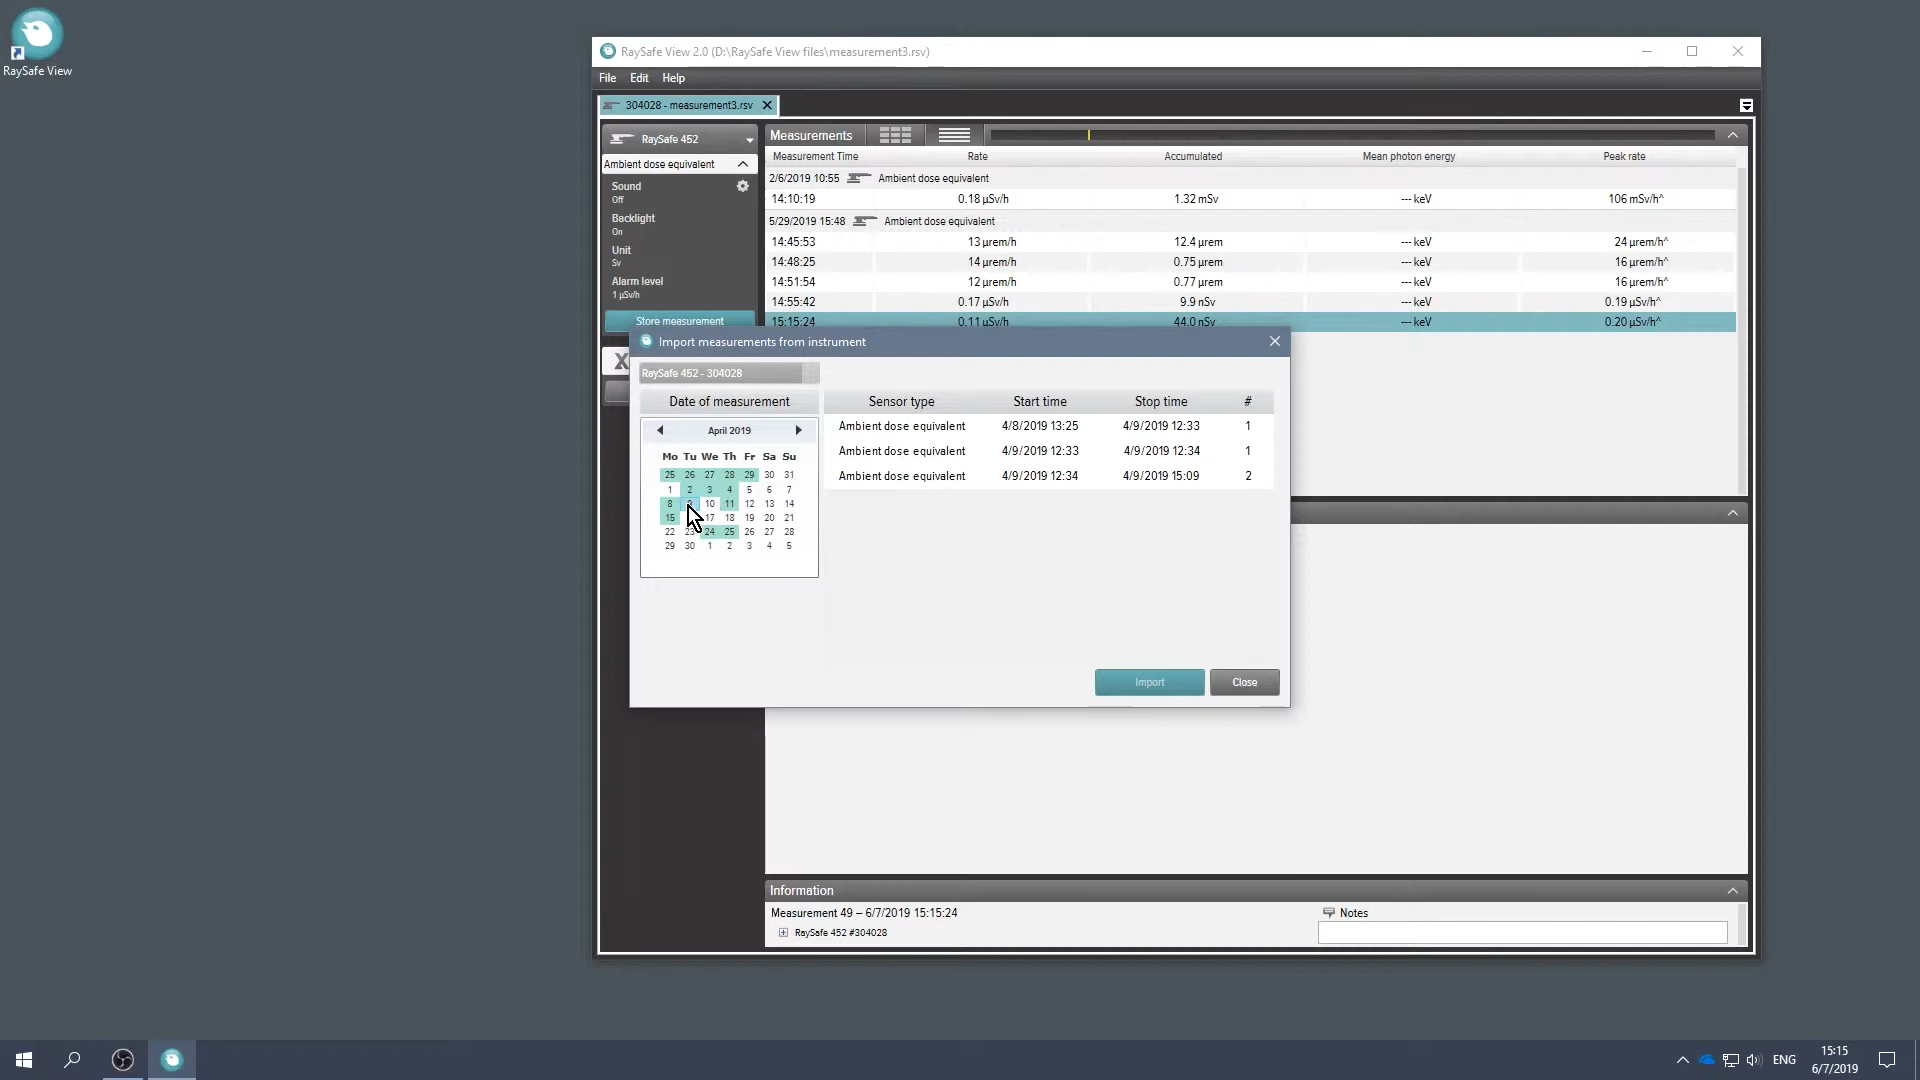 RaySafe View
RaySafe View 2.0 (D:\RaySafe View files\measurement3.rsv)
File Edit Help
304028 - measurement3.rsv
RaySafe 452
Ambient dose equivalent
Sound
Off
Backlight
On
Unit
Sv
Alarm level
1 µSv/h
Store measurement
X
Measurements
Measurement Time Rate Accumulated Mean photon energy Peak rate
2/6/2019 10:55 Ambient dose equivalent
14:10:19 0.18 µSv/h 1.32 mSv --- keV 106 mSv/h^
5/29/2019 15:48 Ambient dose equivalent
14:45:53 13 µrem/h 12.4 µrem --- keV 24 µrem/h^
14:48:25 14 µrem/h 0.75 µrem --- keV 16 µrem/h^
14:51:54 12 µrem/h 0.77 µrem --- keV 16 µrem/h^
14:55:42 0.17 µSv/h 9.9 nSv --- keV 0.19 µSv/h^
15:15:24 0.11 µSv/h 44.0 nSv --- keV 0.20 µSv/h^
Import measurements from instrument
RaySafe 452 - 304028
Date of measurement
April 2019
Mo Tu We Th Fr Sa Su
25 26 27 28 29 30 31
1 2 3 4 5 6 7
8 9 10 11 12 13 14
15 17 18 19 20 21
22 23 24 25 26 27 28
29 30 1 2 3 4 5
Sensor type Start time Stop time #
Ambient dose equivalent 4/8/2019 13:25 4/9/2019 12:33 1
Ambient dose equivalent 4/9/2019 12:33 4/9/2019 12:34 1
Ambient dose equivalent 4/9/2019 12:34 4/9/2019 15:09 2
Import Close
Information
Measurement 49 – 6/7/2019 15:15:24
RaySafe 452 #304028
Notes
ENG
15:15
6/7/2019